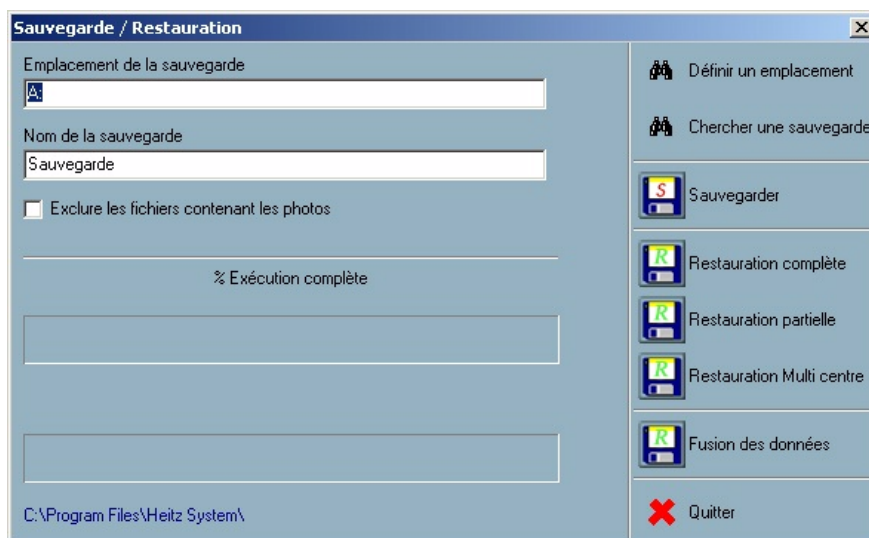 Sauvegarde / Restauration
Emplacement de la sauvegarde
A:
Nom de la sauvegarde
Sauvegarde
Exclure les fichiers contenant les photos
% Exécution complète
C:\Program Files\Heitz System\
Définir un emplacement
Chercher une sauvegarde
S Sauvegarder
R Restauration complète
R Restauration partielle
R Restauration Multi centre
R Fusion des données
Quitter